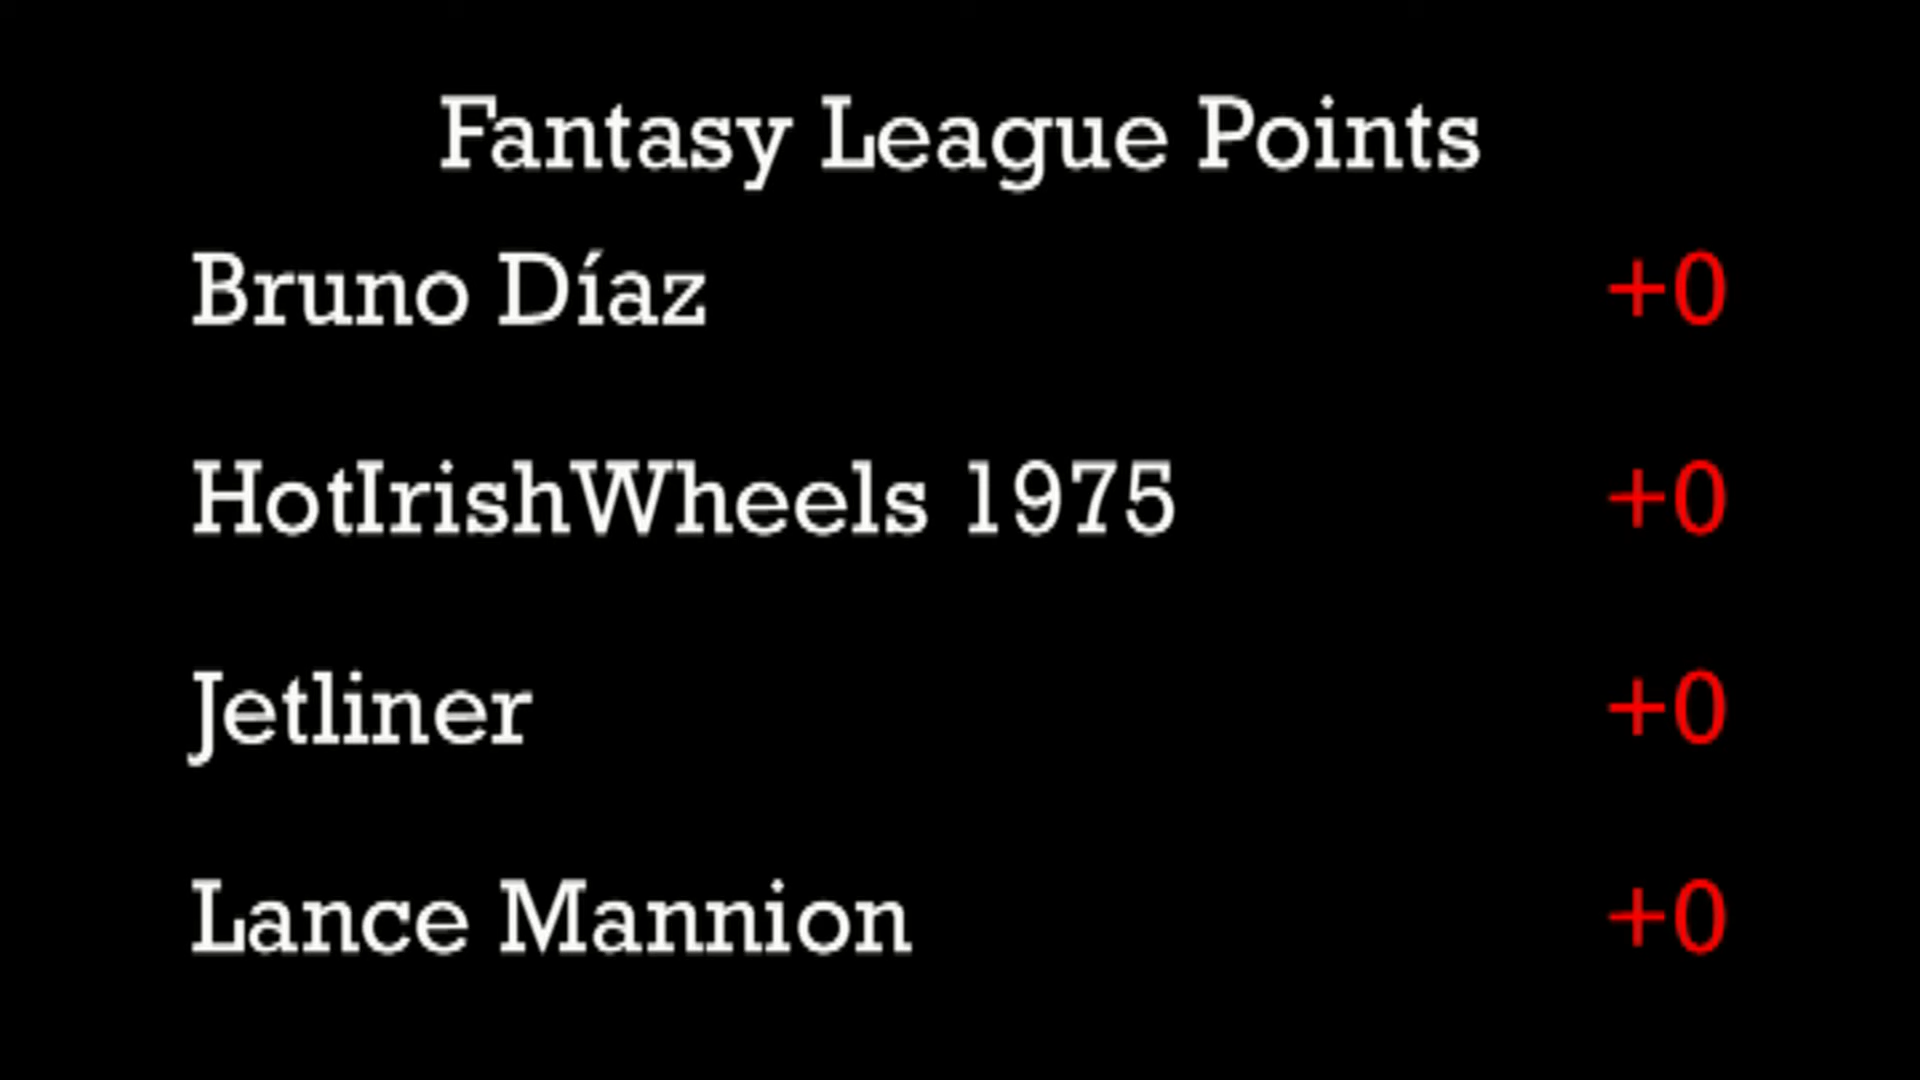 Fantasy League Points
Bruno Díaz +0
HotIrishWheels 1975 +0
Jetliner +0
Lance Mannion +0